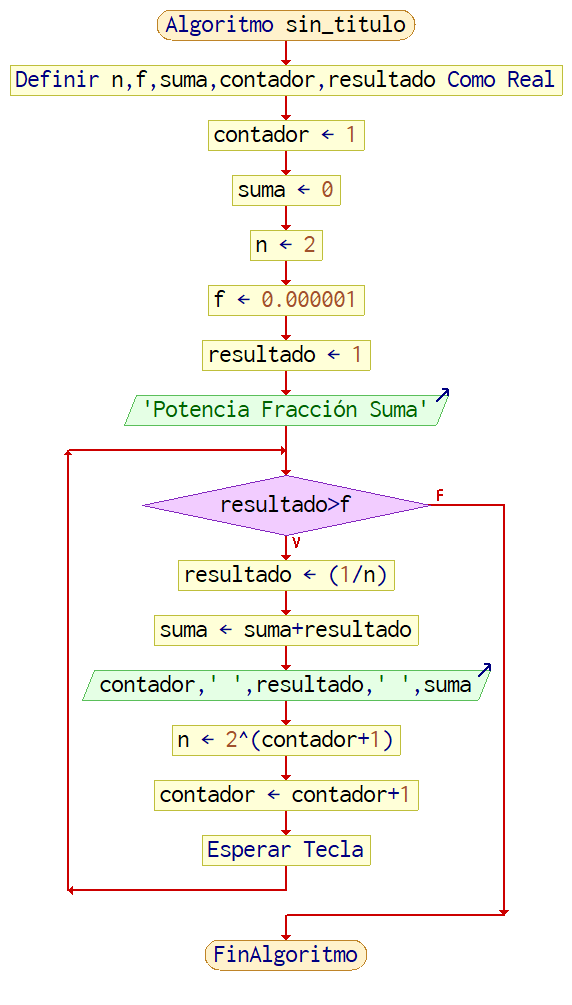 Algoritmo sin_titulo
Definir n,f,suma,contador,resultado Como Real
contador ← 1
suma ← 0
n ← 2
f ← 0.000001
resultado ← 1
'Potencia Fracción Suma'
resultado>f
F
V
resultado ← (1/n)
suma ← suma+resultado
contador,' ',resultado,' ',suma
n ← 2^(contador+1)
contador ← contador+1
Esperar Tecla
FinAlgoritmo